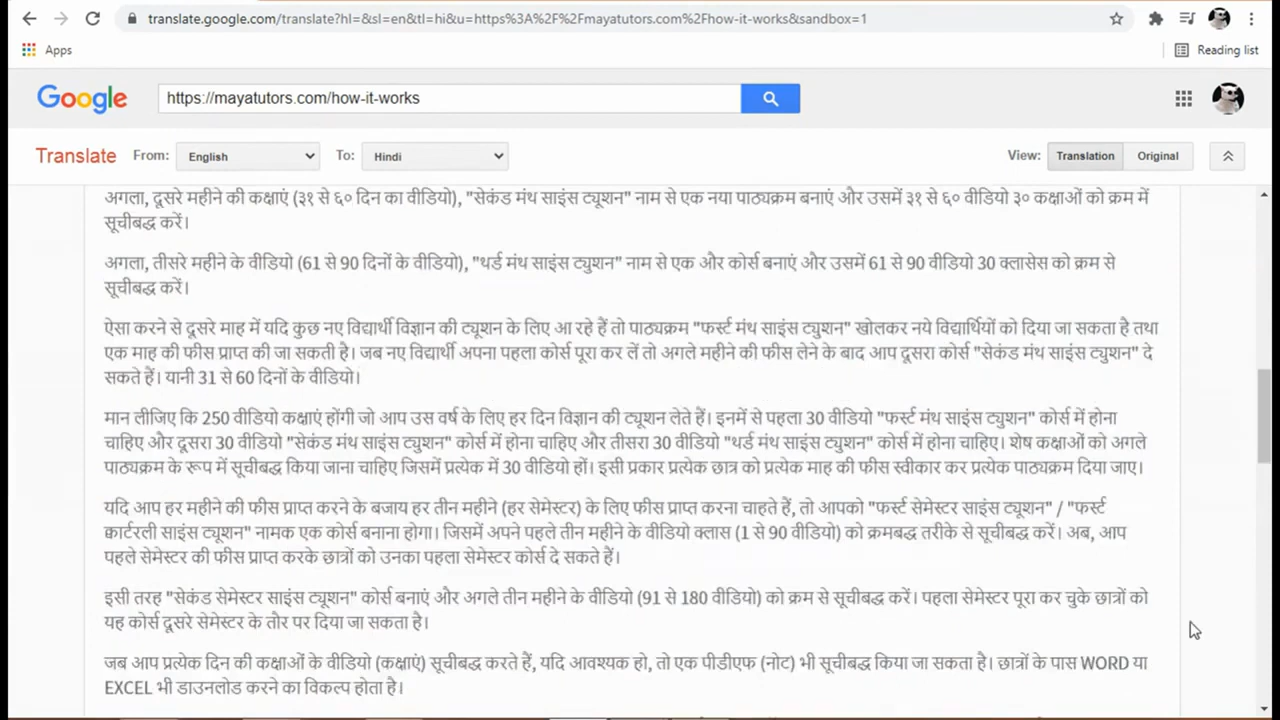 translate.google.com/translate?hl=&sl=en&tl=hi&u=https%3A%2F%2Fmayatutors.com%2Fhow-it-works&sandbox=1
Apps
Reading list
Google
https://mayatutors.com/how-it-works
Translate From: English To: Hindi View: Translation Original
अगला, दूसरे महीने की कक्षाएं (३१ से ६० दिन का वीडियो), "सेकंड मंथ साइंस ट्यूशन" नाम से एक नया पाठ्यक्रम बनाएं और उसमें ३१ से ६० वीडियो ३० कक्षाओं को क्रम में
सूचीबद्ध करें।
अगला, तीसरे महीने के वीडियो (61 से 90 दिनों के वीडियो), "थर्ड मंथ साइंस ट्युशन" नाम से एक और कोर्स बनाएं और उसमें 61 से 90 वीडियो 30 क्लासेस को क्रम से
सूचीबद्ध करें।
ऐसा करने से दूसरे माह में यदि कुछ नए विद्यार्थी विज्ञान की ट्यूशन के लिए आ रहे हैं तो पाठ्यक्रम "फर्स्ट मंथ साइंस ट्युशन" खोलकर नये विद्यार्थियों को दिया जा सकता है तथा
एक माह की फीस प्राप्त की जा सकती है। जब नए विद्यार्थी अपना पहला कोर्स पूरा कर लें तो अगले महीने की फीस लेने के बाद आप दूसरा कोर्स "सेकंड मंथ साइंस ट्युशन" दे
सकते हैं। यानी 31 से 60 दिनों के वीडियो।
मान लीजिए कि 250 वीडियो कक्षाएं होंगी जो आप उस वर्ष के लिए हर दिन विज्ञान की ट्यूशन लेते हैं। इनमें से पहला 30 वीडियो "फर्स्ट मंथ साइंस ट्युशन" कोर्स में होना
चाहिए और दूसरा 30 वीडियो "सेकंड मंथ साइंस ट्युशन" कोर्स में होना चाहिए और तीसरा 30 वीडियो "थर्ड मंथ साइंस ट्युशन" कोर्स में होना चाहिए। शेष कक्षाओं को अगले
पाठ्यक्रम के रूप में सूचीबद्ध किया जाना चाहिए जिसमें प्रत्येक में 30 वीडियो हों। इसी प्रकार प्रत्येक छात्र को प्रत्येक माह की फीस स्वीकार कर प्रत्येक पाठ्यक्रम दिया जाए।
यदि आप हर महीने की फीस प्राप्त करने के बजाय हर तीन महीने (हर सेमेस्टर) के लिए फीस प्राप्त करना चाहते हैं, तो आपको "फर्स्ट सेमेस्टर साइंस ट्यूशन" / "फर्स्ट
क्वार्टरली साइंस ट्यूशन" नामक एक कोर्स बनाना होगा। जिसमें अपने पहले तीन महीने के वीडियो क्लास (1 से 90 वीडियो) को क्रमबद्ध तरीके से सूचीबद्ध करें। अब, आप
पहले सेमेस्टर की फीस प्राप्त करके छात्रों को उनका पहला सेमेस्टर कोर्स दे सकते हैं।
इसी तरह "सेकंड सेमेस्टर साइंस ट्यूशन" कोर्स बनाएं और अगले तीन महीने के वीडियो (91 से 180 वीडियो) को क्रम से सूचीबद्ध करें। पहला सेमेस्टर पूरा कर चुके छात्रों को
यह कोर्स दूसरे सेमेस्टर के तौर पर दिया जा सकता है।
जब आप प्रत्येक दिन की कक्षाओं के वीडियो (कक्षाएं) सूचीबद्ध करते हैं, यदि आवश्यक हो, तो एक पीडीएफ (नोट) भी सूचीबद्ध किया जा सकता है। छात्रों के पास WORD या
EXCEL भी डाउनलोड करने का विकल्प होता है।